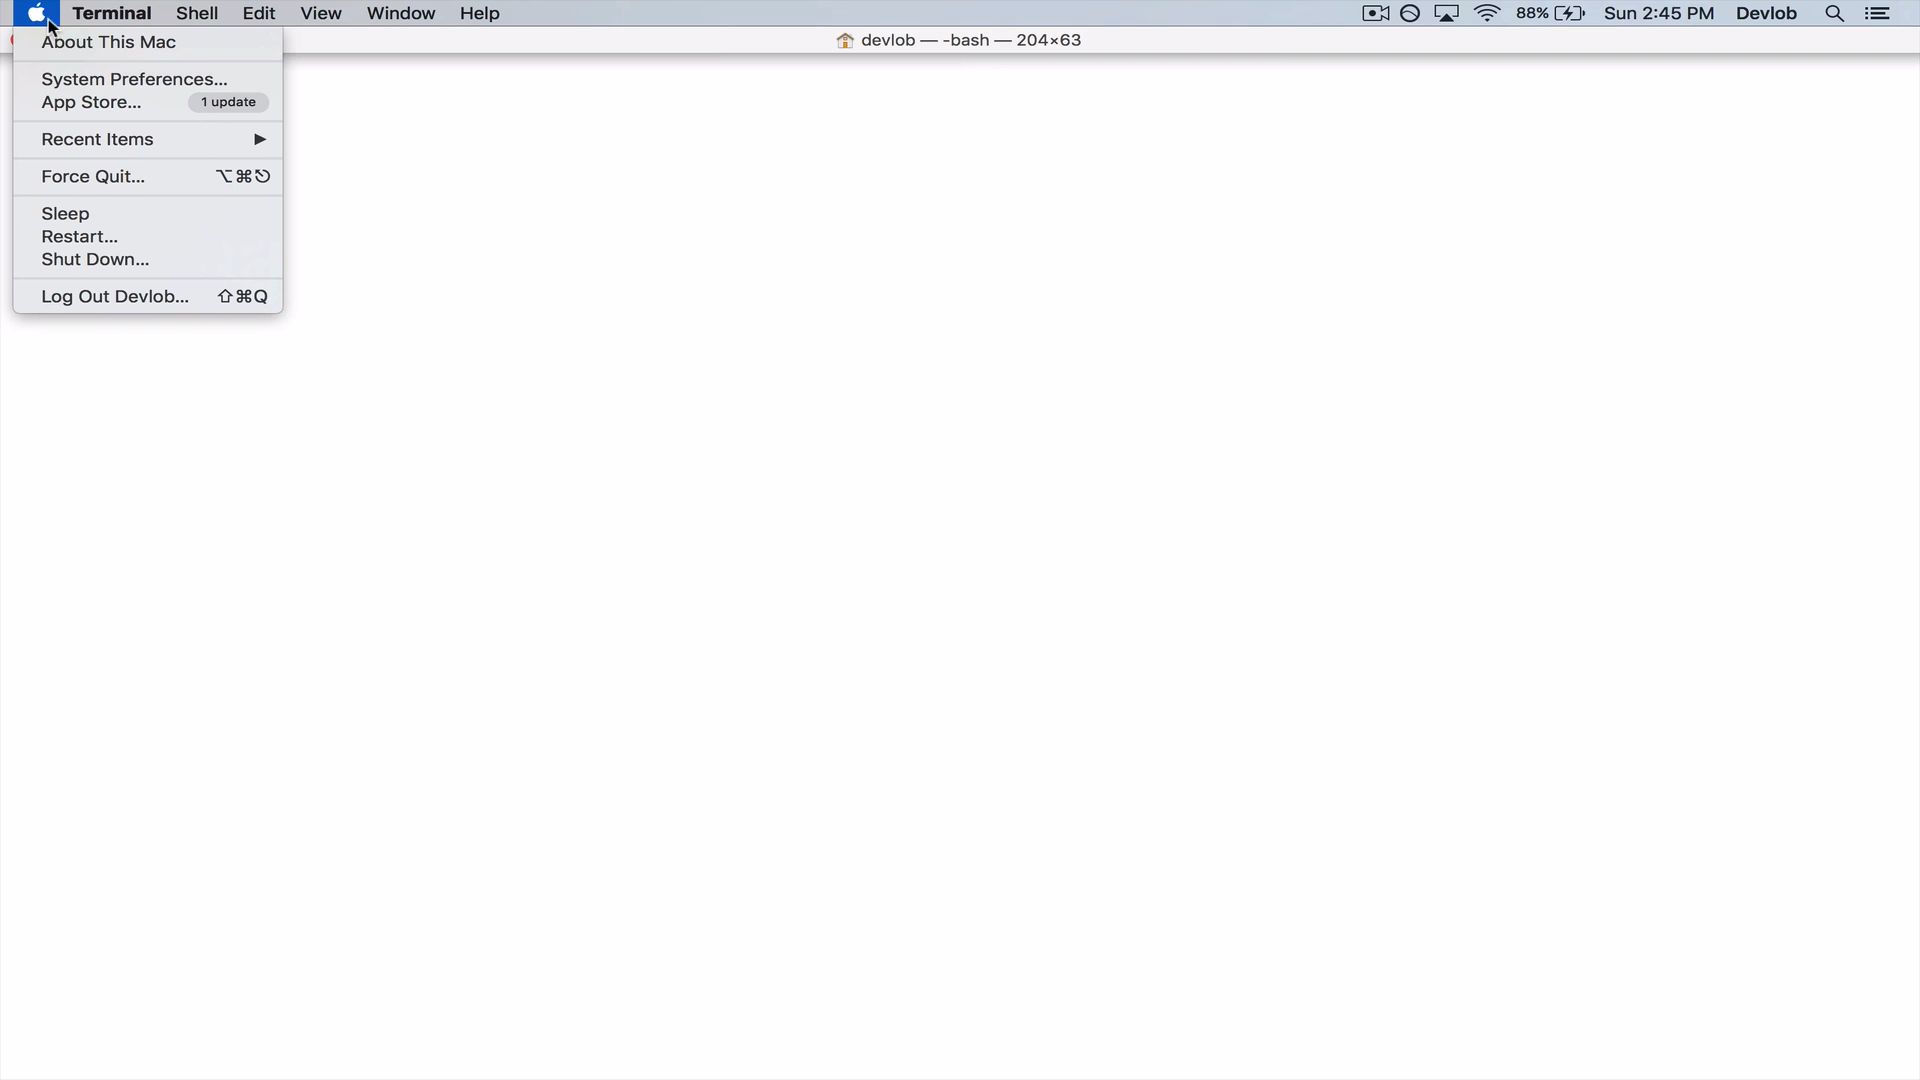 Terminal Shell Edit View Window Help 88% Sun 2:45 PM Devlob
devlob — -bash — 204×63
About This Mac
System Preferences...
App Store... 1 update
Recent Items ▶
Force Quit... ⌥⌘⎋
Sleep
Restart...
Shut Down...
Log Out Devlob... ⇧⌘Q